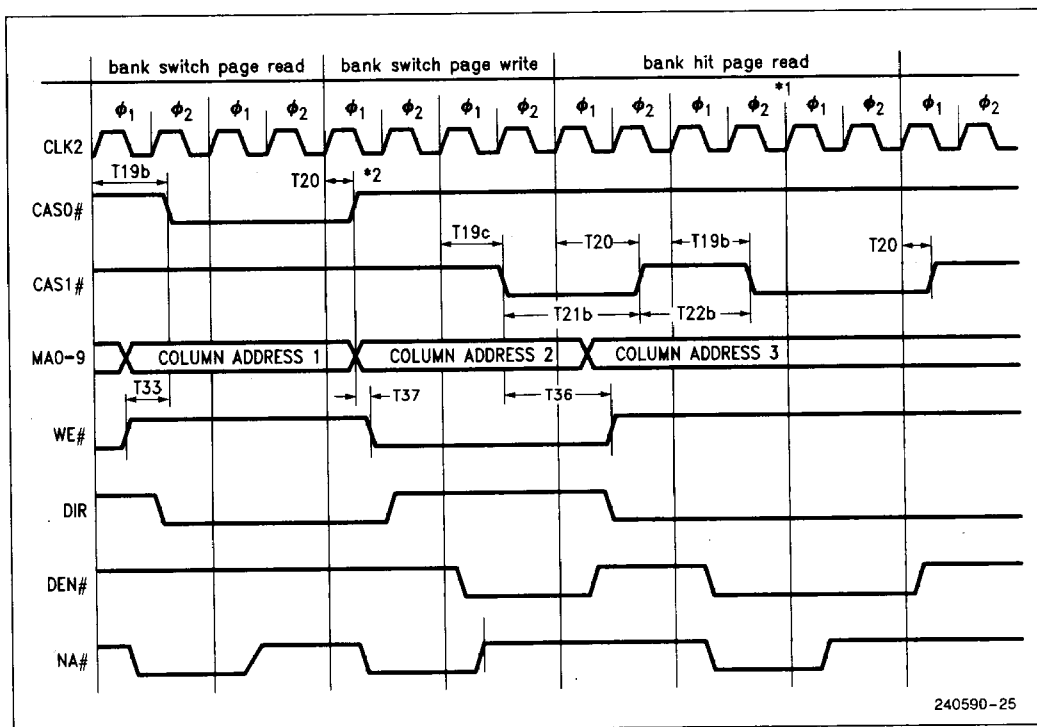 bank switch page read bank switch page write bank hit page read
*1
ϕ1 ϕ2 ϕ1 ϕ2 ϕ1 ϕ2 ϕ1 ϕ2 ϕ1 ϕ2 ϕ1 ϕ2 ϕ1 ϕ2 ϕ1 ϕ2
CLK2
T19b T20 *2
CAS0#
T19c T20 T19b T20
CAS1#
T21b T22b
MA0-9 COLUMN ADDRESS 1 COLUMN ADDRESS 2 COLUMN ADDRESS 3
T33 T37 T36
WE#
DIR
DEN#
NA#
240590-25